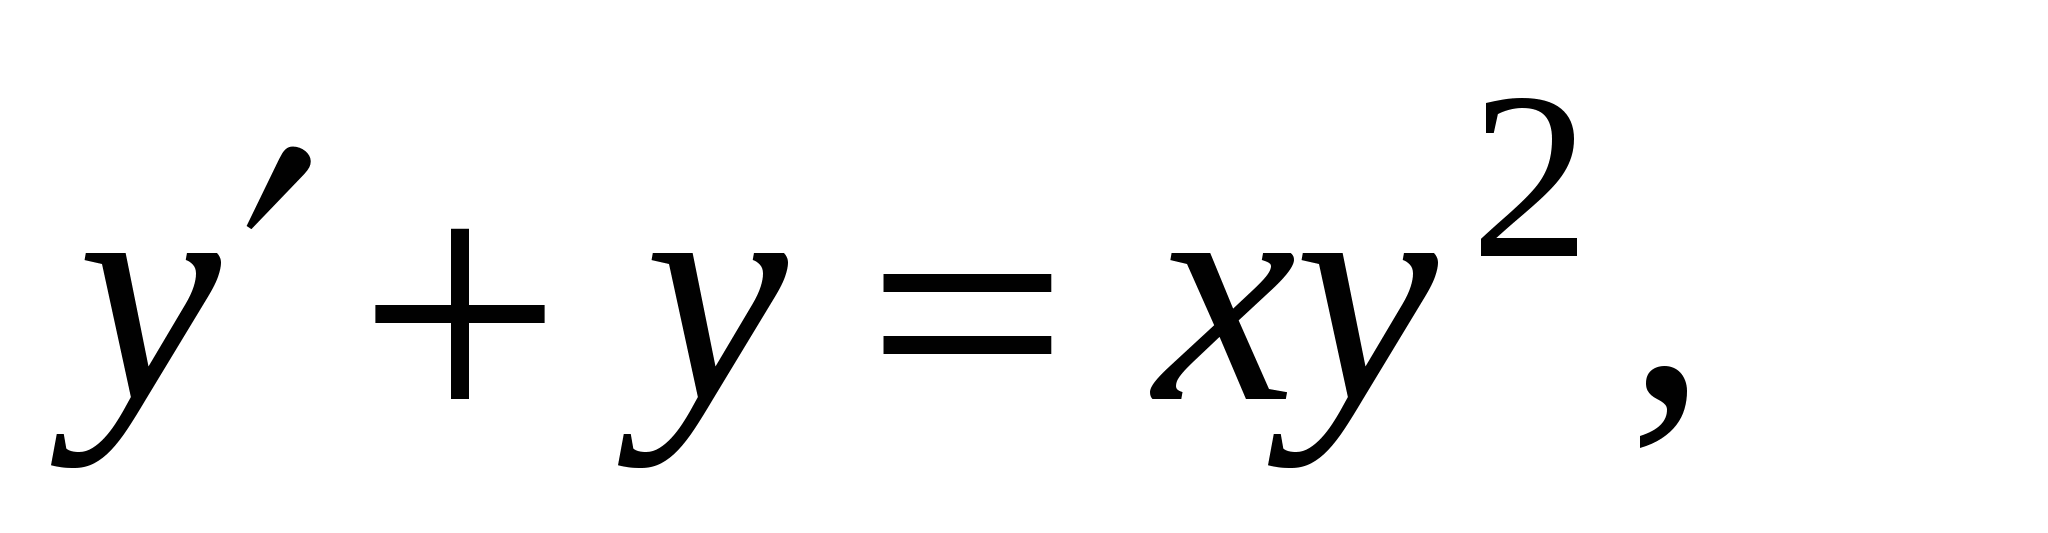 y′ + y = xy²,